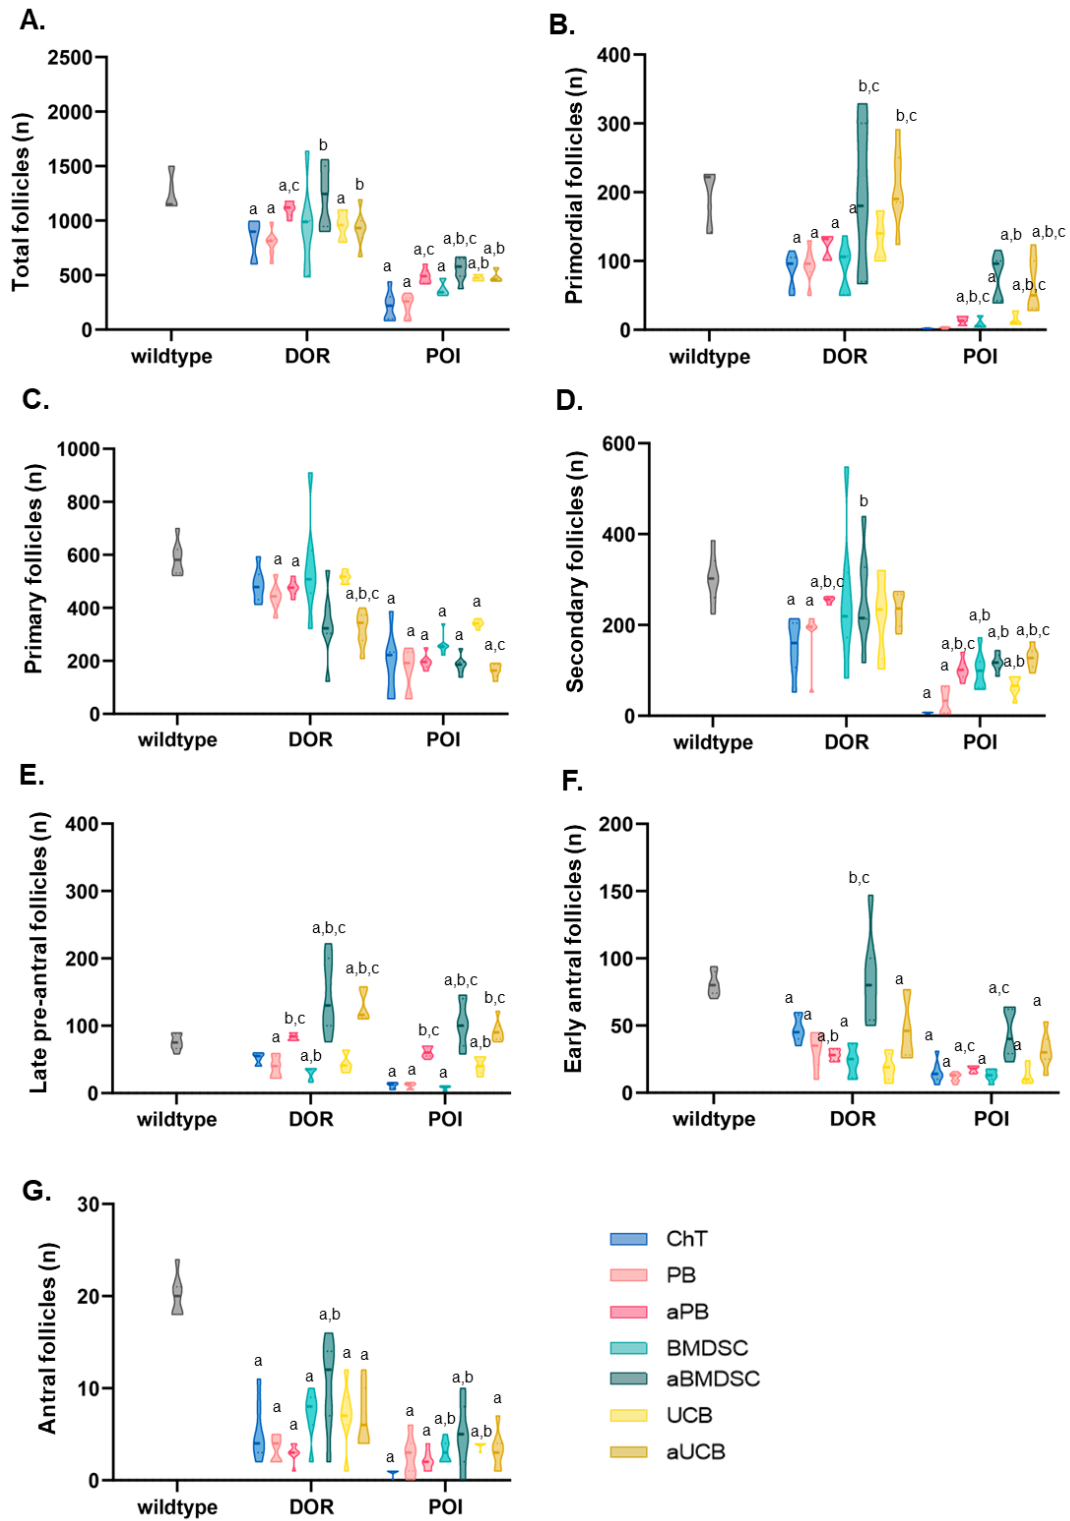 A.
Total follicles (n)
2500
2000
1500
1000
500
0
a
a
a,c
b
a
b
a
a
a,c
a,b,c
a,b
a,b
wildtype
DOR
POI
B.
Primordial follicles (n)
400
300
200
100
0
a
a
a
a
b,c
b,c
a,b,c
a
a,b
a,b,c
a,b,c
wildtype
DOR
POI
C.
Primary follicles (n)
1000
800
600
400
200
0
a
a
a,b,c
a
a
a
a
a
a
a,c
wildtype
DOR
POI
D.
Secondary follicles (n)
600
400
200
0
a
a
a,b,c
b
a
a
a,b,c
a,b
a,b
a,b
a,b,c
wildtype
DOR
POI
E.
Late pre-antral follicles (n)
400
300
200
100
0
a
b,c
a,b
a,b,c
a,b,c
a
a
b,c
a
a,b,c
a,b
b,c
wildtype
DOR
POI
F.
Early antral follicles (n)
200
150
100
50
0
a
a
a,b
a
b,c
a
a
a
a,c
a
a,c
a
a
wildtype
DOR
POI
G.
Antral follicles (n)
30
20
10
0
a
a
a
a
a,b
a
a
a
a
a
a,b
a,b
a,b
a
wildtype
DOR
POI
ChT
PB
aPB
BMDSC
aBMDSC
UCB
aUCB